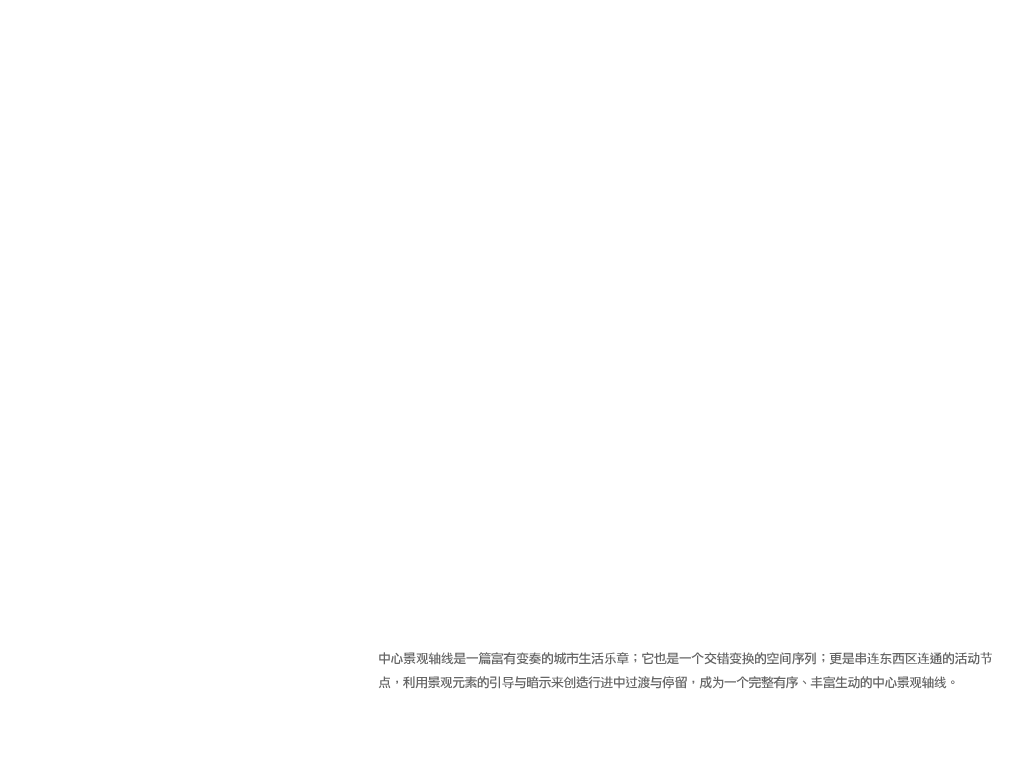 中心景观轴线是一篇富有变奏的城市生活乐章；它也是一个交错变换的空间序列；更是串连东西区连通的活动节
点，利用景观元素的引导与暗示来创造行进中过渡与停留，成为一个完整有序、丰富生动的中心景观轴线。